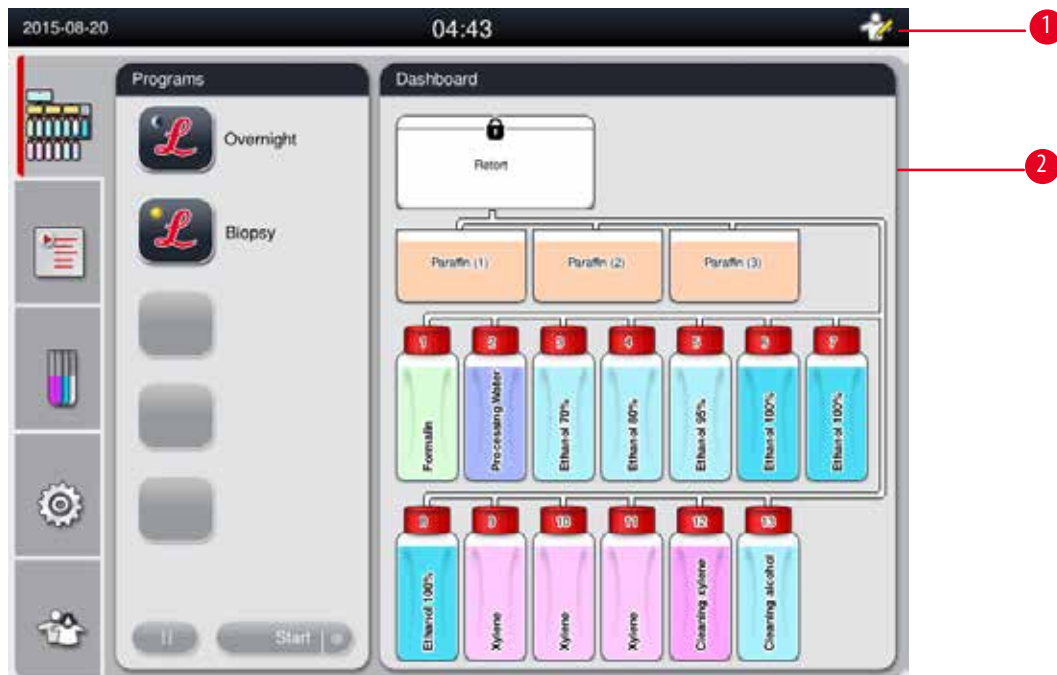 2015-08-20 04:43
1
Programs
Dashboard
L Overnight
Retort
2
L Biopsy
Paraffin (1) Paraffin (2) Paraffin (3)
1 2 3 4 5 6 7
Formalin
Processing Water
Ethanol 70%
Ethanol 80%
Ethanol 95%
Ethanol 100%
Ethanol 100%
8 9 10 11 12 13
Ethanol 100%
Xylene
Xylene
Xylene
Cleaning xylene
Cleaning alcohol
Start